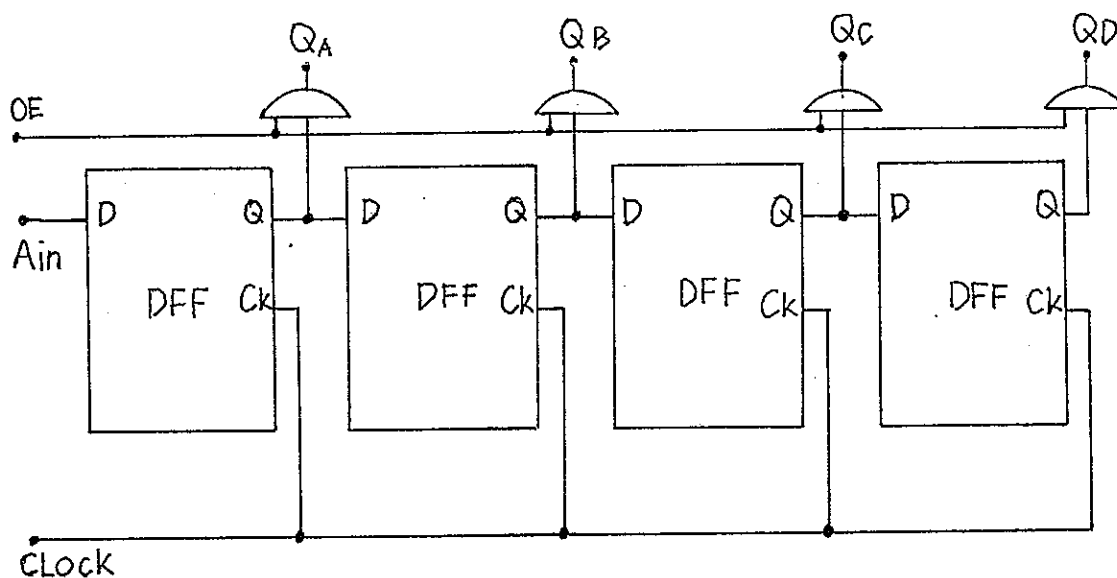 QA QB QC QD
OE
D Q D Q D Q D Q
Ain
DFF Ck DFF Ck DFF Ck DFF Ck
CLock